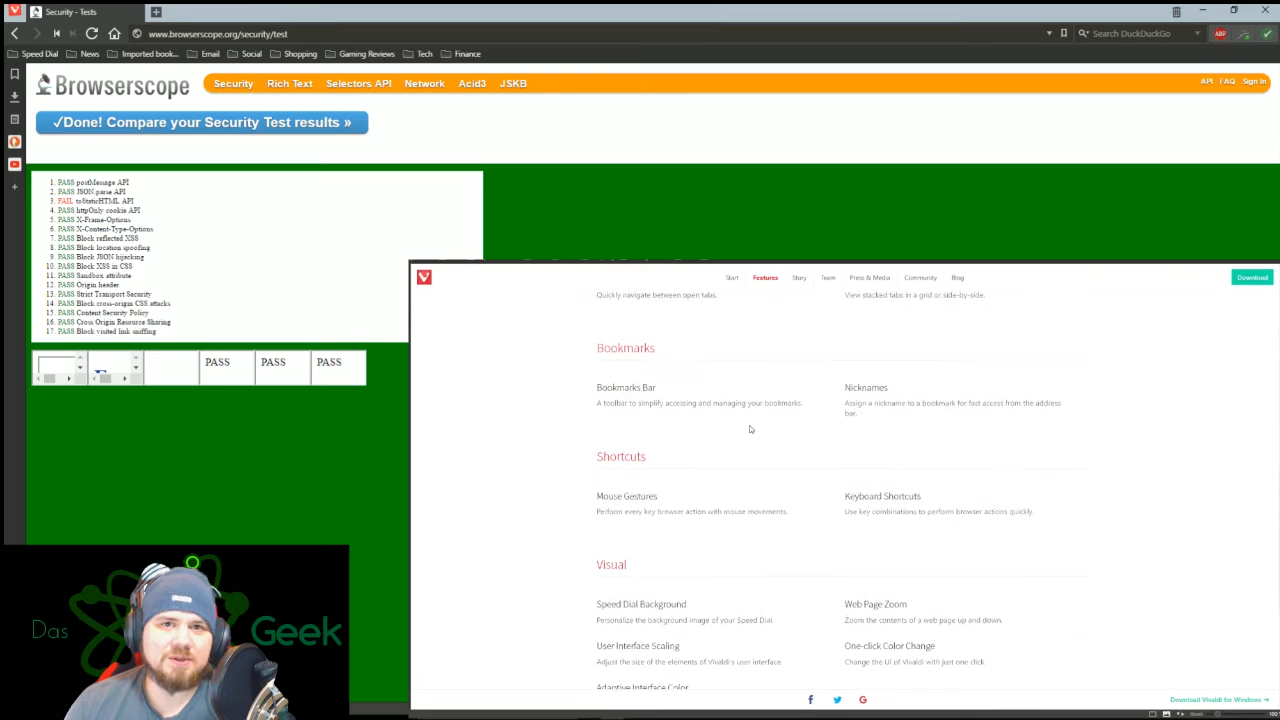 Security - Tests
www.browserscope.org/security/test
Search DuckDuckGo
ABP
Speed Dial News Imported book... Email Social Shopping Gaming Reviews Tech Finance
Browserscope Security Rich Text Selectors API Network Acid3 JSKB API FAQ Sign In
✓Done! Compare your Security Test results »
1. PASS postMessage API
2. PASS JSON.parse API
3. FAIL toStaticHTML API
4. PASS httpOnly cookie API
5. PASS X-Frame-Options
6. PASS X-Content-Type-Options
7. PASS Block reflected XSS
8. PASS Block location spoofing
9. PASS Block JSON hijacking
10. PASS Block XSS in CSS
11. PASS Sandbox attribute
12. PASS Origin header
13. PASS Strict Transport Security
14. PASS Block cross-origin CSS attacks
15. PASS Content Security Policy
16. PASS Cross Origin Resource Sharing
17. PASS Block visited link sniffing
PASS PASS PASS
Start Features Story Team Press & Media Community Blog Download
Quickly navigate between open tabs. View stacked tabs in a grid or side-by-side.
Bookmarks
Bookmarks Bar Nicknames
A toolbar to simplify accessing and managing your bookmarks. Assign a nickname to a bookmark for fast access from the address
bar.
Shortcuts
Mouse Gestures Keyboard Shortcuts
Perform every key browser action with mouse movements. Use key combinations to perform browser actions quickly.
Visual
Speed Dial Background Web Page Zoom
Personalize the background image of your Speed Dial. Zoom the contents of a web page up and down.
User Interface Scaling One-click Color Change
Adjust the size of the elements of Vivaldi's user interface. Change the UI of Vivaldi with just one click.
Adaptive Interface Color
Download Vivaldi for Windows →
Reset 100
Das Geek